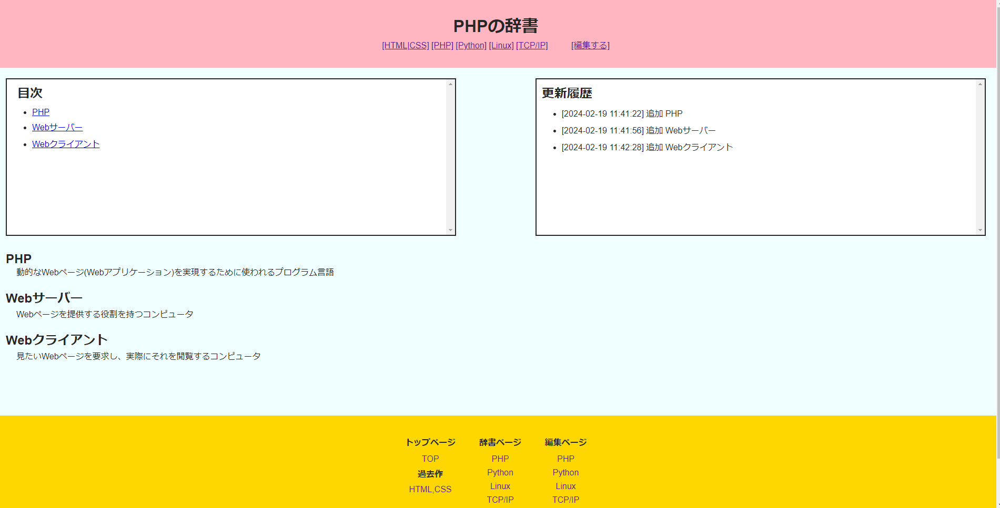 PHPの辞書
[HTML|CSS] [PHP] [Python] [Linux] [TCP/IP] [編集する]
目次
PHP
Webサーバー
Webクライアント
更新履歴
[2024-02-19 11:41:22] 追加 PHP
[2024-02-19 11:41:56] 追加 Webサーバー
[2024-02-19 11:42:28] 追加 Webクライアント
PHP
動的なWebページ(Webアプリケーション)を実現するために使われるプログラム言語
Webサーバー
Webページを提供する役割を持つコンピュータ
Webクライアント
見たいWebページを要求し、実際にそれを閲覧するコンピュータ
トップページ
TOP
過去作
HTML,CSS
辞書ページ
PHP
Python
Linux
TCP/IP
編集ページ
PHP
Python
Linux
TCP/IP